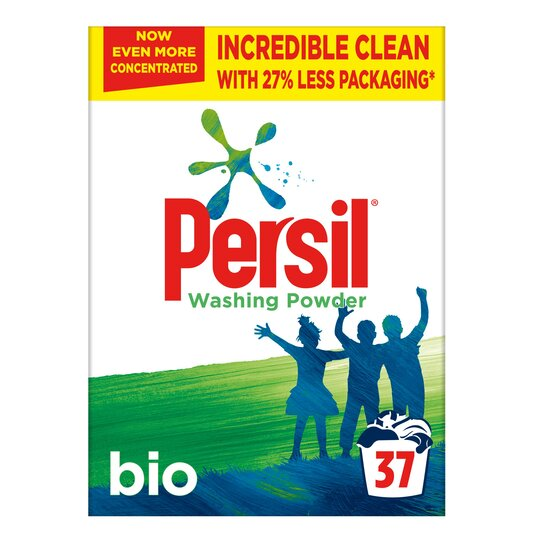 NOW
EVEN MORE
CONCENTRATED
INCREDIBLE CLEAN
WITH 27% LESS PACKAGING*
Persil®
Washing Powder
bio
37